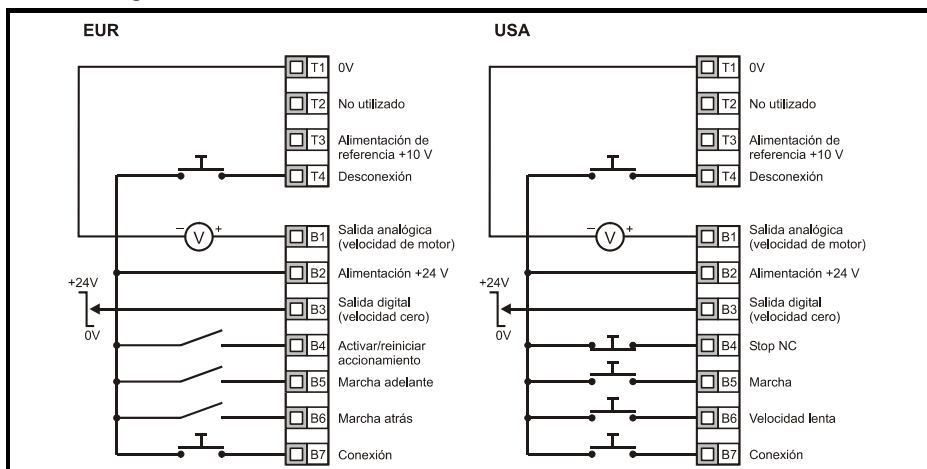 EUR
T1 0V
T2 No utilizado
T3 Alimentación de
referencia +10 V
T4 Desconexión
− V +
B1 Salida analógica
(velocidad de motor)
B2 Alimentación +24 V
+24V
0V
B3 Salida digital
(velocidad cero)
B4 Activar/reiniciar
accionamiento
B5 Marcha adelante
B6 Marcha atrás
B7 Conexión
USA
T1 0V
T2 No utilizado
T3 Alimentación de
referencia +10 V
T4 Desconexión
− V +
B1 Salida analógica
(velocidad de motor)
B2 Alimentación +24 V
+24V
0V
B3 Salida digital
(velocidad cero)
B4 Stop NC
B5 Marcha
B6 Velocidad lenta
B7 Conexión